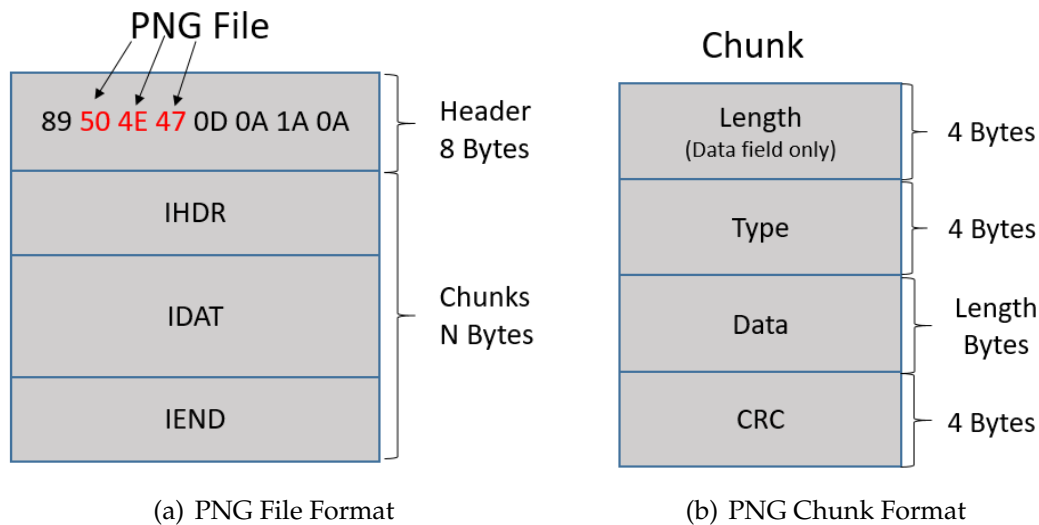 PNG File
89 50 4E 47 0D 0A 1A 0A
Header
8 Bytes
IHDR
IDAT
IEND
Chunks
N Bytes
(a) PNG File Format
Chunk
Length
(Data field only)
4 Bytes
Type
4 Bytes
Data
Length
Bytes
CRC
4 Bytes
(b) PNG Chunk Format